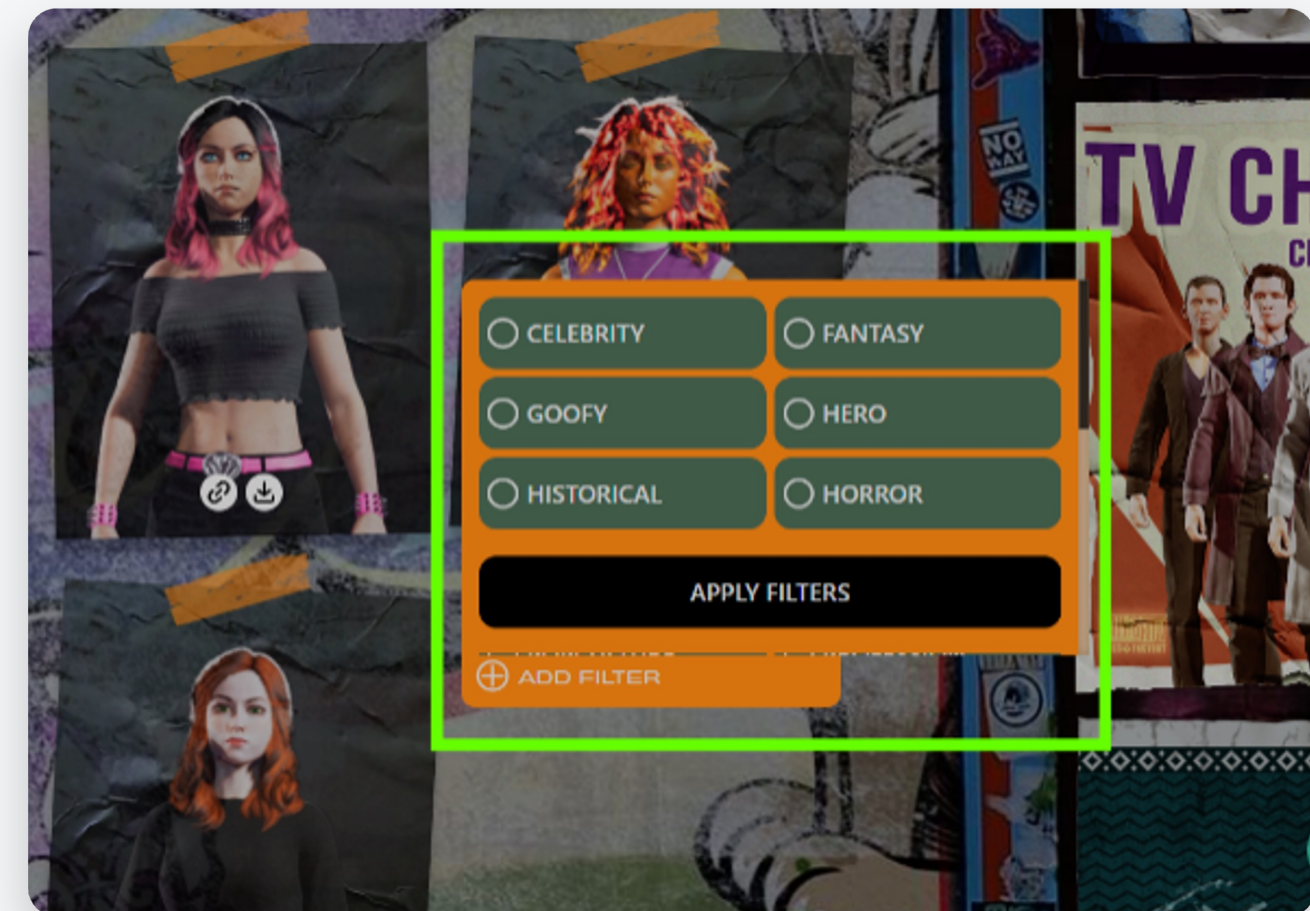 NO
WAY
TV CH
CELEBRITY
FANTASY
GOOFY
HERO
HISTORICAL
HORROR
APPLY FILTERS
ADD FILTER